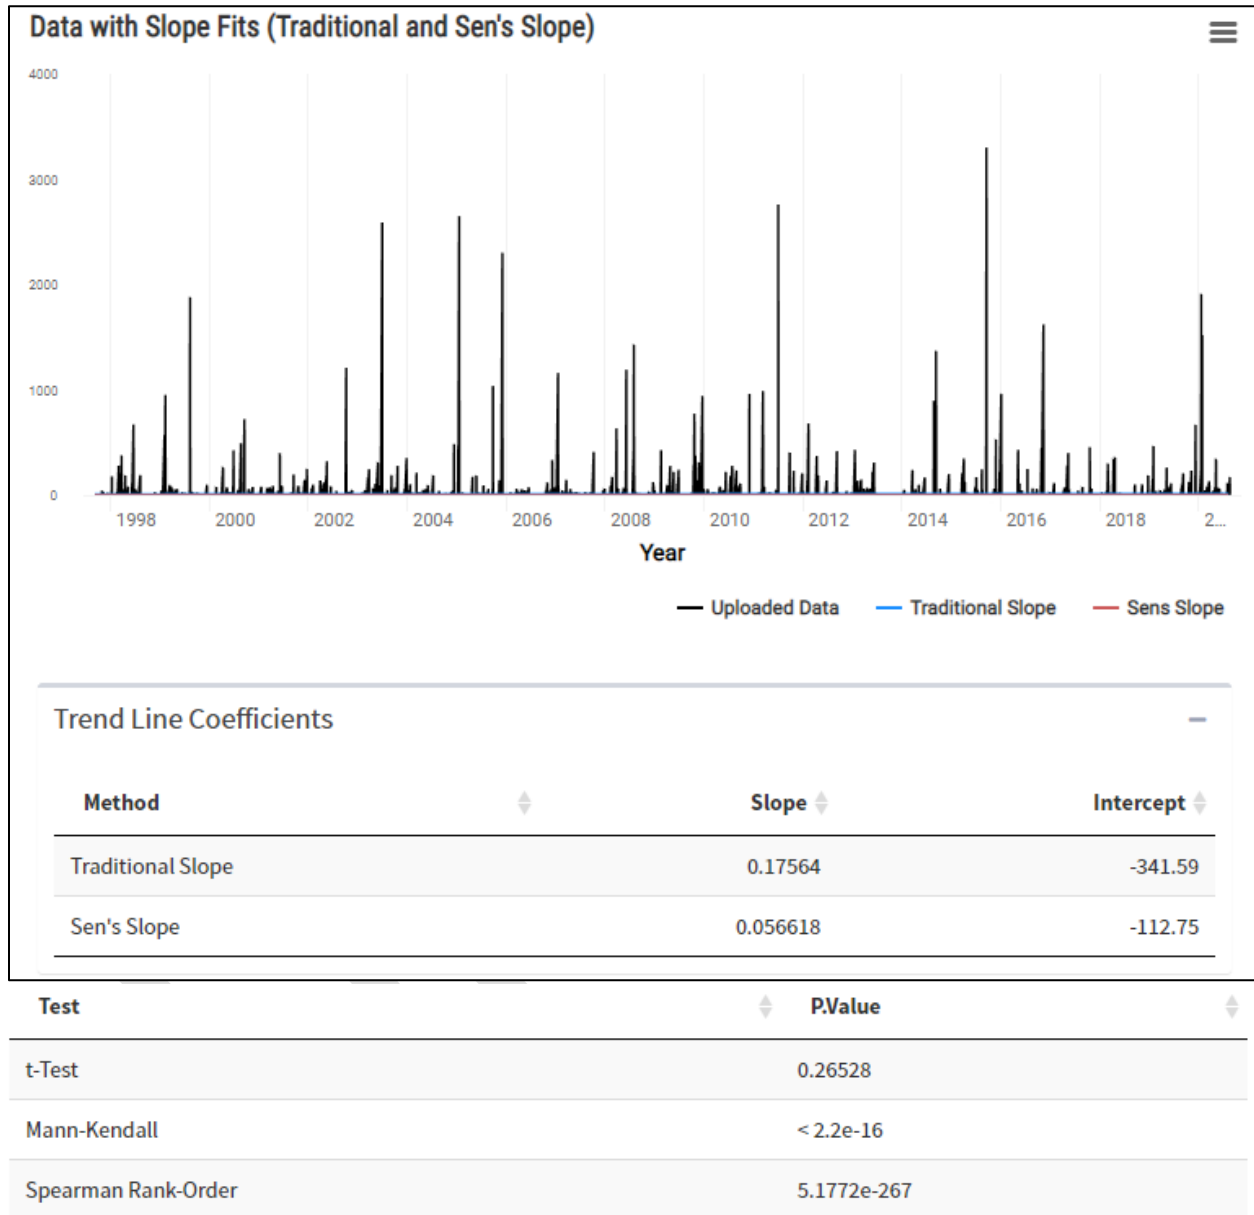 Data with Slope Fits (Traditional and Sen's Slope)
4000
3000
2000
1000
0
1998 2000 2002 2004 2006 2008 2010 2012 2014 2016 2018 2...
Year
Uploaded Data Traditional Slope Sens Slope
Trend Line Coefficients
Method Slope Intercept
Traditional Slope 0.17564 -341.59
Sen's Slope 0.056618 -112.75
Test P.Value
t-Test 0.26528
Mann-Kendall < 2.2e-16
Spearman Rank-Order 5.1772e-267